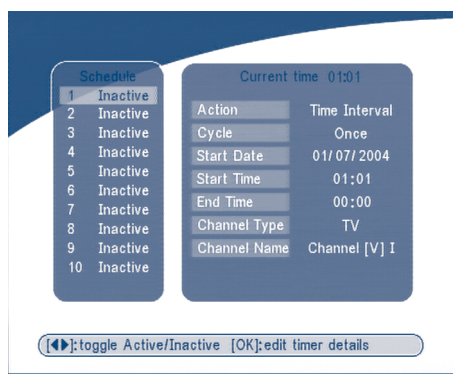 Schedule
1 Inactive
2 Inactive
3 Inactive
4 Inactive
5 Inactive
6 Inactive
7 Inactive
8 Inactive
9 Inactive
10 Inactive
Current time 01:01
Action Time Interval
Cycle Once
Start Date 01/07/2004
Start Time 01:01
End Time 00:00
Channel Type TV
Channel Name Channel [V] I
[◀▶]:toggle Active/Inactive [OK]:edit timer details